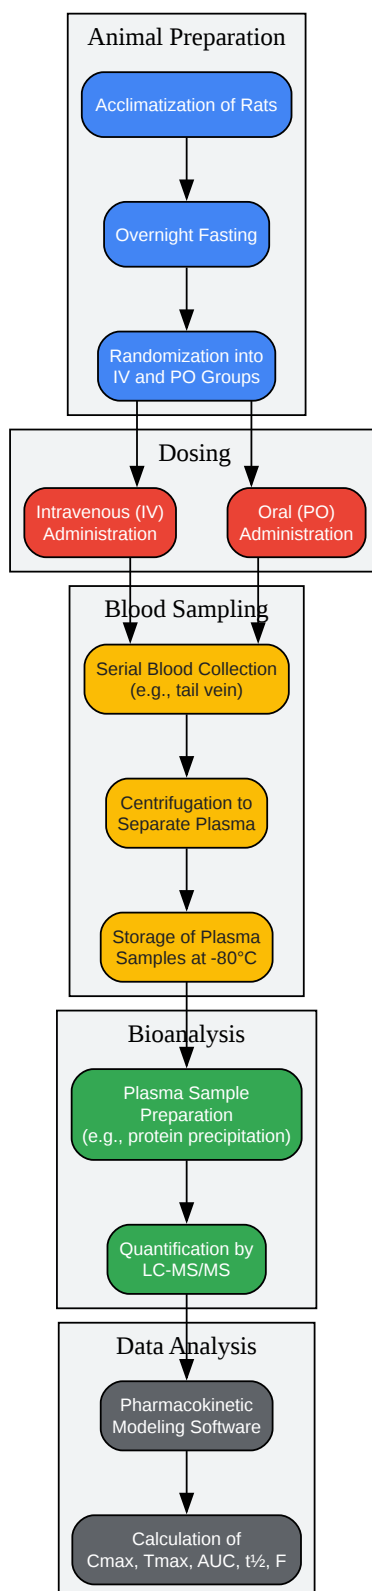 Animal Preparation
Acclimatization of Rats
Overnight Fasting
Randomization into
IV and PO Groups
Dosing
Intravenous (IV)
Administration
Oral (PO)
Administration
Blood Sampling
Serial Blood Collection
(e.g., tail vein)
Centrifugation to
Separate Plasma
Storage of Plasma
Samples at -80°C
Bioanalysis
Plasma Sample
Preparation
(e.g., protein precipitation)
Quantification by
LC-MS/MS
Data Analysis
Pharmacokinetic
Modeling Software
Calculation of
Cmax, Tmax, AUC, t½, F